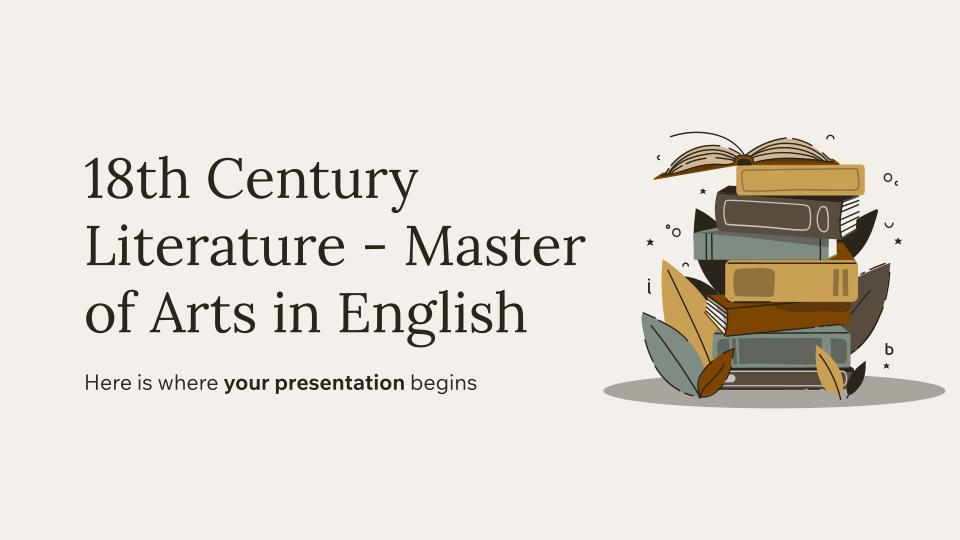 18th Century
Literature - Master
of Arts in English
Here is where your presentation begins
i
b